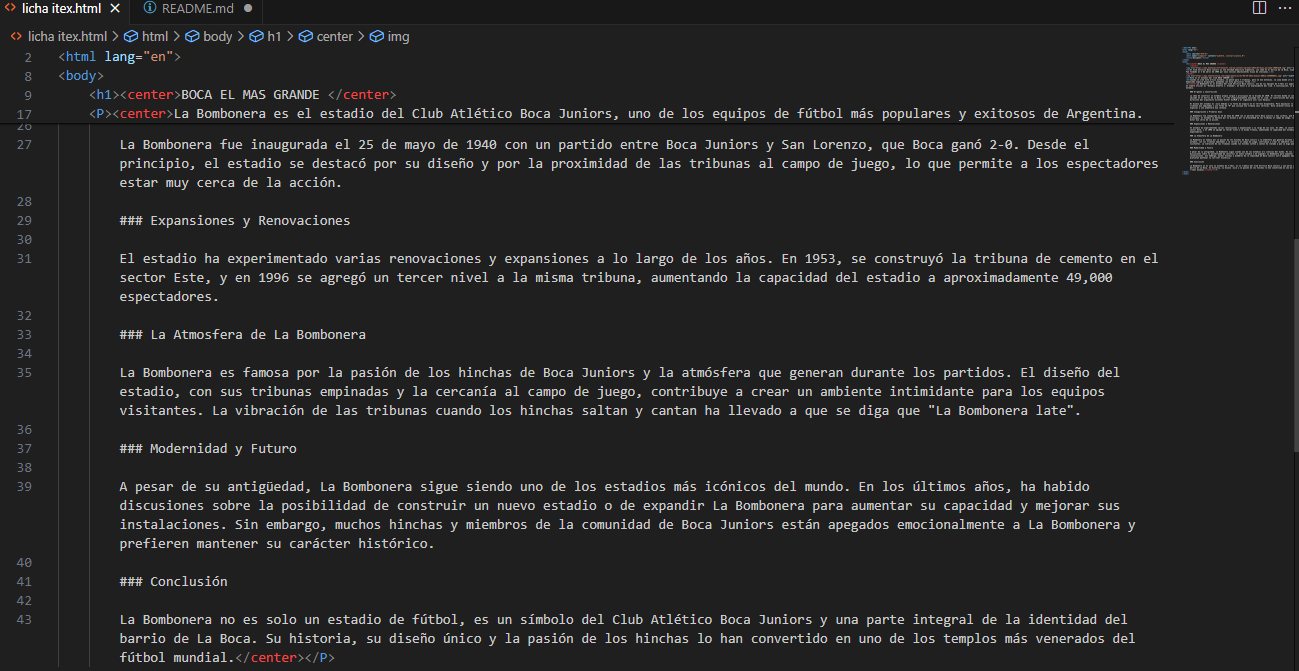 licha itex.html
README.md
licha itex.html > html > body > h1 > center > img
2 <html lang="en">
8 <body>
9 <h1><center>BOCA EL MAS GRANDE </center>
17 <P><center>La Bombonera es el estadio del Club Atlético Boca Juniors, uno de los equipos de fútbol más populares y exitosos de Argentina.
26
27 La Bombonera fue inaugurada el 25 de mayo de 1940 con un partido entre Boca Juniors y San Lorenzo, que Boca ganó 2-0. Desde el
principio, el estadio se destacó por su diseño y por la proximidad de las tribunas al campo de juego, lo que permite a los espectadores
estar muy cerca de la acción.
28
29 ### Expansiones y Renovaciones
30
31 El estadio ha experimentado varias renovaciones y expansiones a lo largo de los años. En 1953, se construyó la tribuna de cemento en el
sector Este, y en 1996 se agregó un tercer nivel a la misma tribuna, aumentando la capacidad del estadio a aproximadamente 49,000
espectadores.
32
33 ### La Atmosfera de La Bombonera
34
35 La Bombonera es famosa por la pasión de los hinchas de Boca Juniors y la atmósfera que generan durante los partidos. El diseño del
estadio, con sus tribunas empinadas y la cercanía al campo de juego, contribuye a crear un ambiente intimidante para los equipos
visitantes. La vibración de las tribunas cuando los hinchas saltan y cantan ha llevado a que se diga que "La Bombonera late".
36
37 ### Modernidad y Futuro
38
39 A pesar de su antigüedad, La Bombonera sigue siendo uno de los estadios más icónicos del mundo. En los últimos años, ha habido
discusiones sobre la posibilidad de construir un nuevo estadio o de expandir La Bombonera para aumentar su capacidad y mejorar sus
instalaciones. Sin embargo, muchos hinchas y miembros de la comunidad de Boca Juniors están apegados emocionalmente a La Bombonera y
prefieren mantener su carácter histórico.
40
41 ### Conclusión
42
43 La Bombonera no es solo un estadio de fútbol, es un símbolo del Club Atlético Boca Juniors y una parte integral de la identidad del
barrio de La Boca. Su historia, su diseño único y la pasión de los hinchas lo han convertido en uno de los templos más venerados del
fútbol mundial.</center></P>